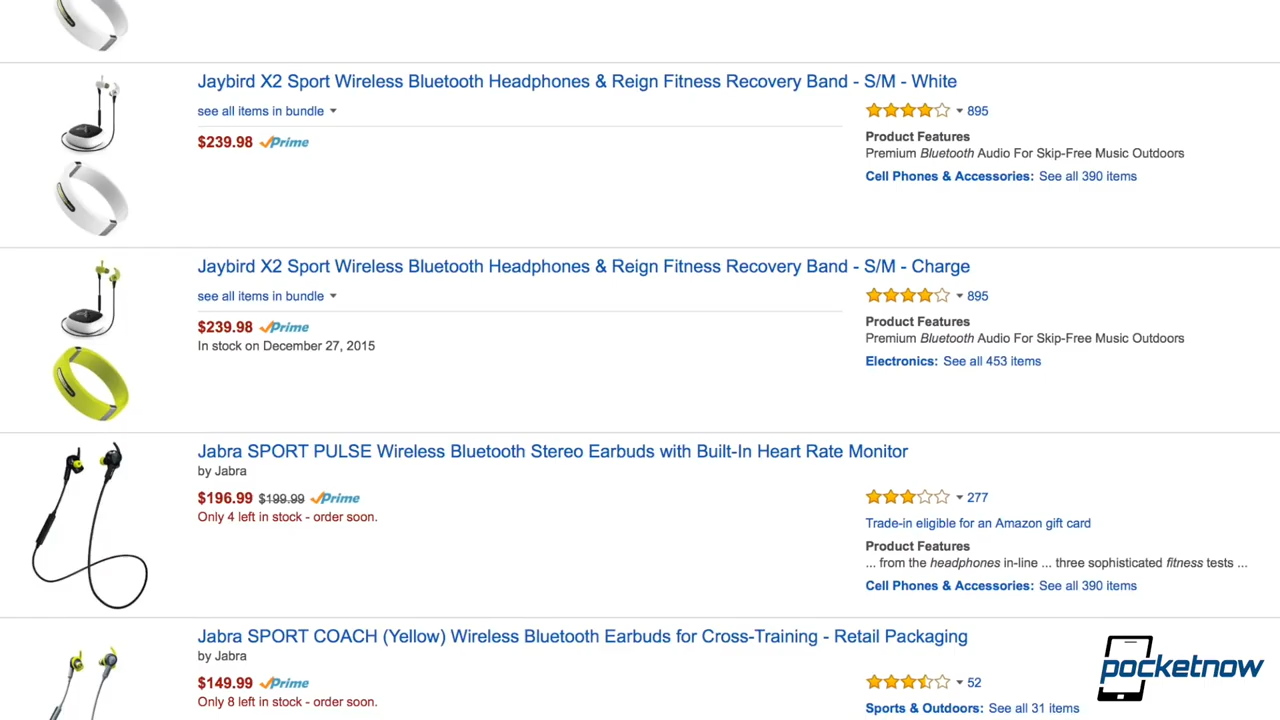 Jaybird X2 Sport Wireless Bluetooth Headphones & Reign Fitness Recovery Band - S/M - White
see all items in bundle
895
$239.98 Prime
Product Features
Premium Bluetooth Audio For Skip-Free Music Outdoors
Cell Phones & Accessories: See all 390 items
Jaybird X2 Sport Wireless Bluetooth Headphones & Reign Fitness Recovery Band - S/M - Charge
see all items in bundle
895
$239.98 Prime
In stock on December 27, 2015
Product Features
Premium Bluetooth Audio For Skip-Free Music Outdoors
Electronics: See all 453 items
Jabra SPORT PULSE Wireless Bluetooth Stereo Earbuds with Built-In Heart Rate Monitor
by Jabra
$196.99 $199.99 Prime
Only 4 left in stock - order soon.
277
Trade-in eligible for an Amazon gift card
Product Features
... from the headphones in-line ... three sophisticated fitness tests ...
Cell Phones & Accessories: See all 390 items
Jabra SPORT COACH (Yellow) Wireless Bluetooth Earbuds for Cross-Training - Retail Packaging
by Jabra
$149.99 Prime
Only 8 left in stock - order soon.
52
Sports & Outdoors: See all 31 items
pocketnow